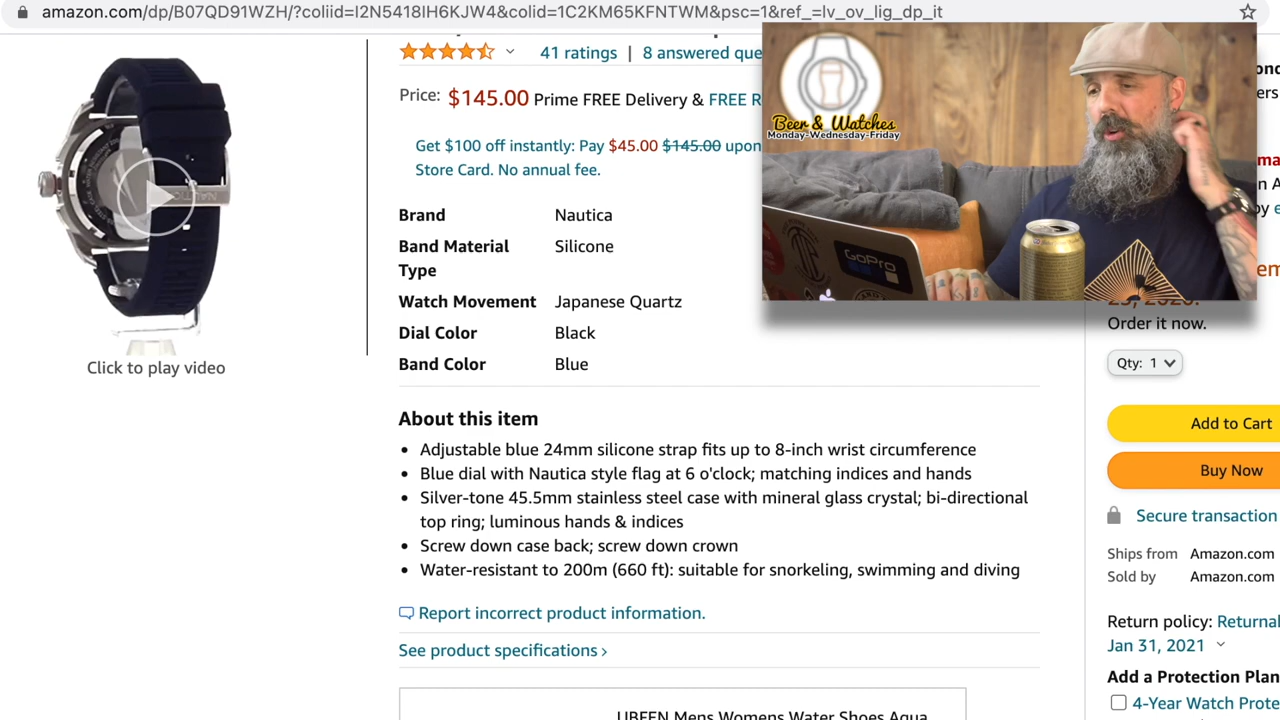 amazon.com/dp/B07QD91WZH/?coliid=I2N5418IH6KJW4&colid=1C2KM65KFNTWM&psc=1&ref_=lv_ov_lig_dp_it
41 ratings | 8 answered que
Price: $145.00 Prime FREE Delivery & FREE R
Get $100 off instantly: Pay $45.00 $145.00 upon
Store Card. No annual fee.
Brand Nautica
Band Material Silicone
Type
Watch Movement Japanese Quartz
Dial Color Black
Band Color Blue
Click to play video
About this item
• Adjustable blue 24mm silicone strap fits up to 8-inch wrist circumference
• Blue dial with Nautica style flag at 6 o'clock; matching indices and hands
• Silver-tone 45.5mm stainless steel case with mineral glass crystal; bi-directional
top ring; luminous hands & indices
• Screw down case back; screw down crown
• Water-resistant to 200m (660 ft): suitable for snorkeling, swimming and diving
Report incorrect product information.
See product specifications ›
Beer & Watches
Monday-Wednesday-Friday
GoPro
Order it now.
Qty: 1
Add to Cart
Buy Now
Secure transaction
Ships from Amazon.com
Sold by Amazon.com
Return policy: Returnal
Jan 31, 2021
Add a Protection Plan
4-Year Watch Prote